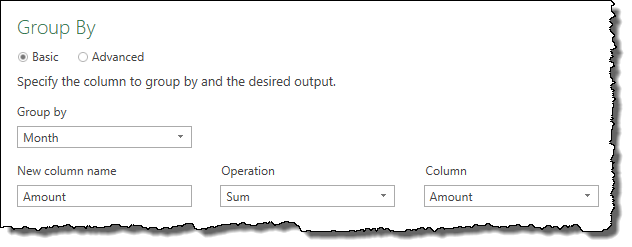 Group By
Basic Advanced
Specify the column to group by and the desired output.
Group by
Month
New column name Operation Column
Amount Sum Amount